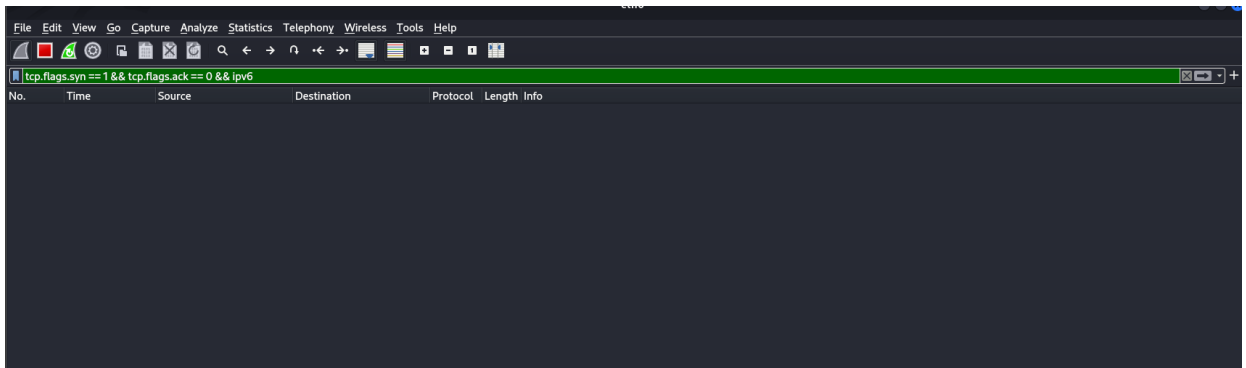 File Edit View Go Capture Analyze Statistics Telephony Wireless Tools Help
tcp.flags.syn == 1 && tcp.flags.ack == 0 && ipv6
No. Time Source Destination Protocol Length Info